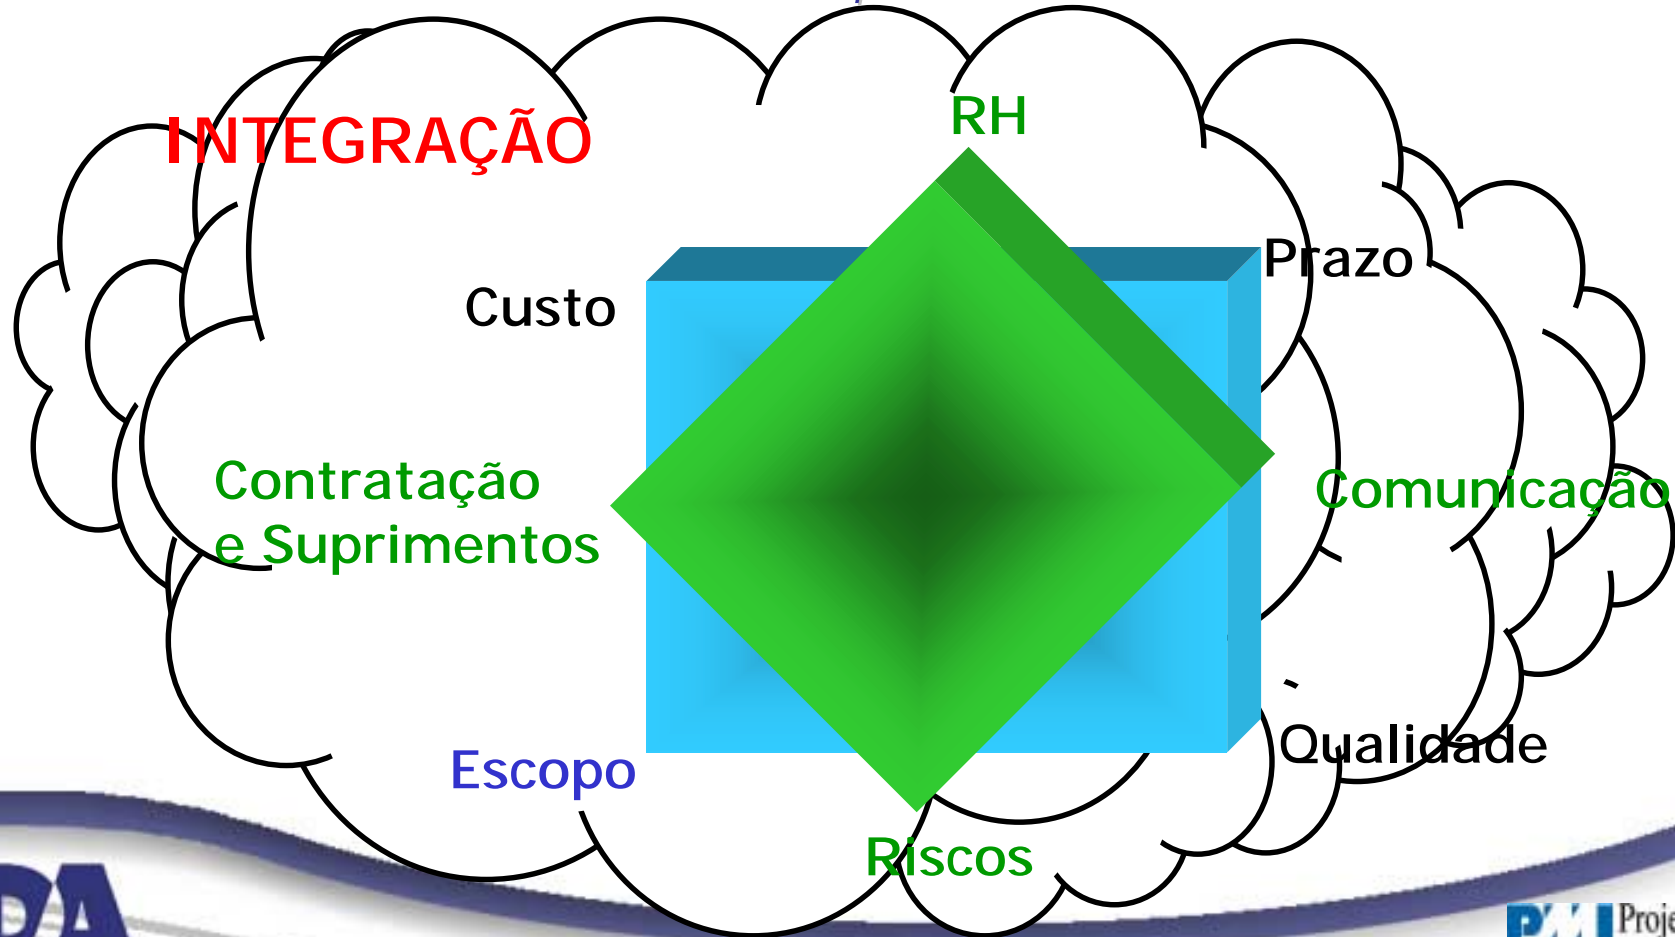 INTEGRAÇÃO
RH
Prazo
Custo
Contratação
e Suprimentos
Comunicação
Escopo
Qualidade
Riscos